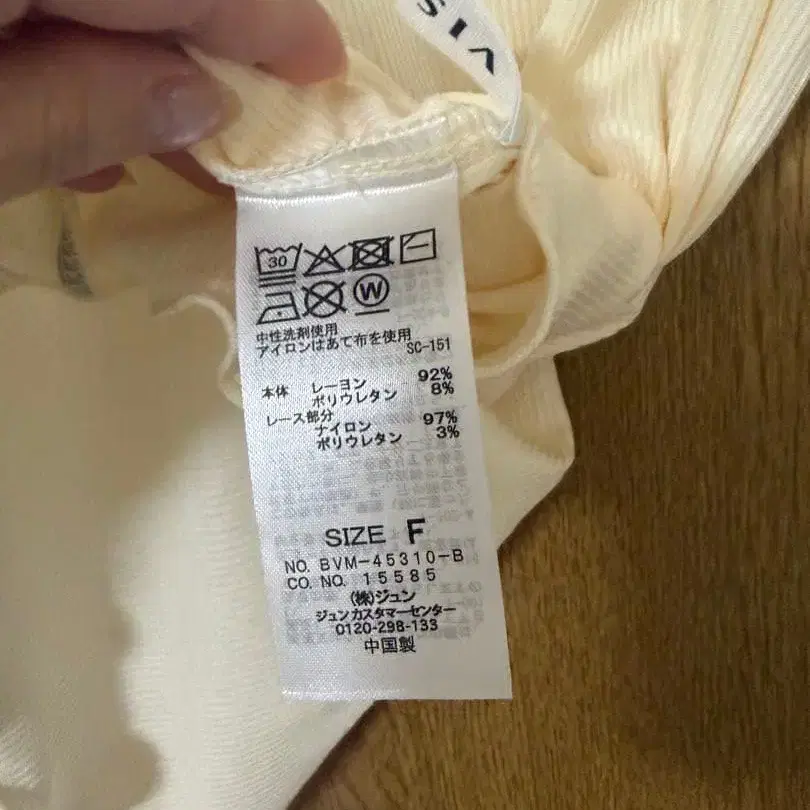 VIS
30
W
中性洗剤使用
アイロンはあて布を使用
SC-151
本体 レーヨン 92%
ポリウレタン 8%
レース部分
ナイロン 97%
ポリウレタン 3%
SIZE F
NO. BVM-45310-B
CO. NO. 15585
(株)ジュン
ジュンカスタマーセンター
0120-298-133
中国製